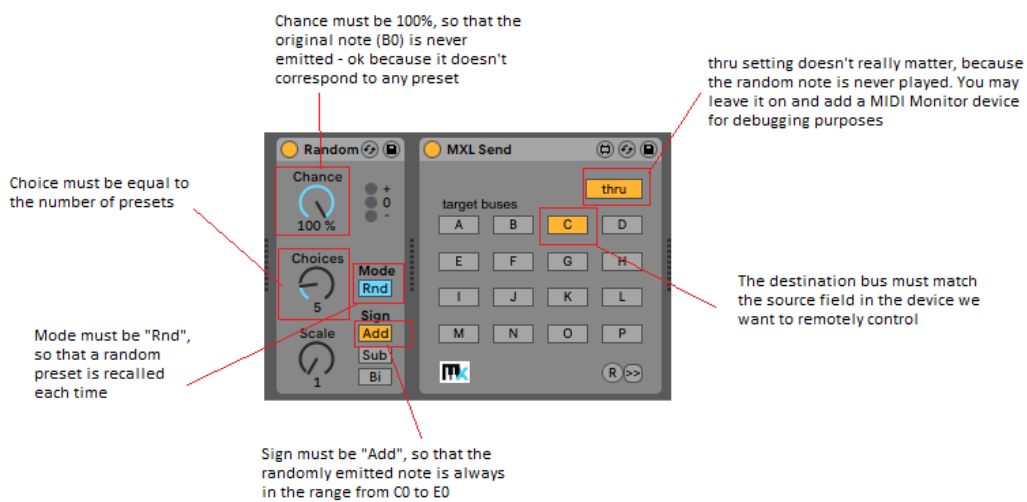 Chance must be 100%, so that the
original note (B0) is never
emitted - ok because it doesn't
correspond to any preset
thru setting doesn't really matter, because
the random note is never played. You may
leave it on and add a MIDI Monitor device
for debugging purposes
Choice must be equal to
the number of presets
Random
Chance
100 %
+
0
-
Choices
5
Mode
Rnd
Sign
Add
Scale
1
Sub
Bi
MXL Send
thru
target buses
A B C D
E F G H
I J K L
M N O P
mx
R >>
The destination bus must match
the source field in the device we
want to remotely control
Mode must be "Rnd",
so that a random
preset is recalled
each time
Sign must be "Add", so that the
randomly emitted note is always
in the range from C0 to E0